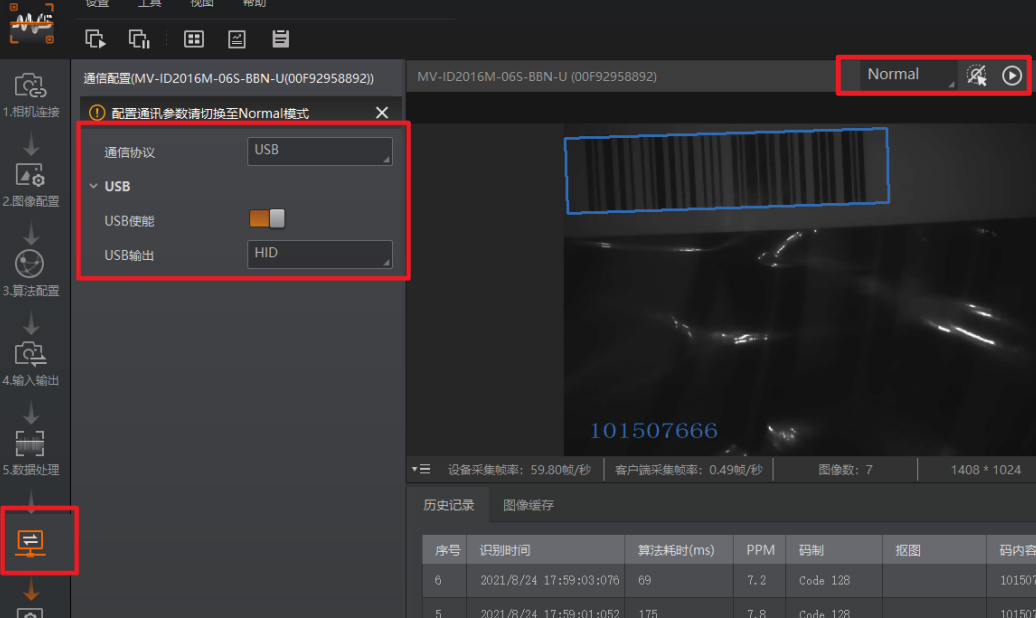 设置 工具 视图 帮助
通信配置(MV-ID2016M-06S-BBN-U(00F92958892))
MV-ID2016M-06S-BBN-U (00F92958892)
Normal
配置通讯参数请切换至Normal模式
通信协议 USB
USB
USB使能
USB输出 HID
1.相机连接
2.图像配置
3.算法配置
4.输入输出
5.数据处理
101507666
设备采集帧率: 59.80帧/秒 客户端采集帧率: 0.49帧/秒 图像数: 7 1408 * 1024
历史记录 图像缓存
序号 识别时间 算法耗时(ms) PPM 码制 抠图 码内容
6 2021/8/24 17:59:03:076 69 7.2 Code 128 101507
5 2021/8/24 17:59:01:052 175 7.8 Code 128 101507